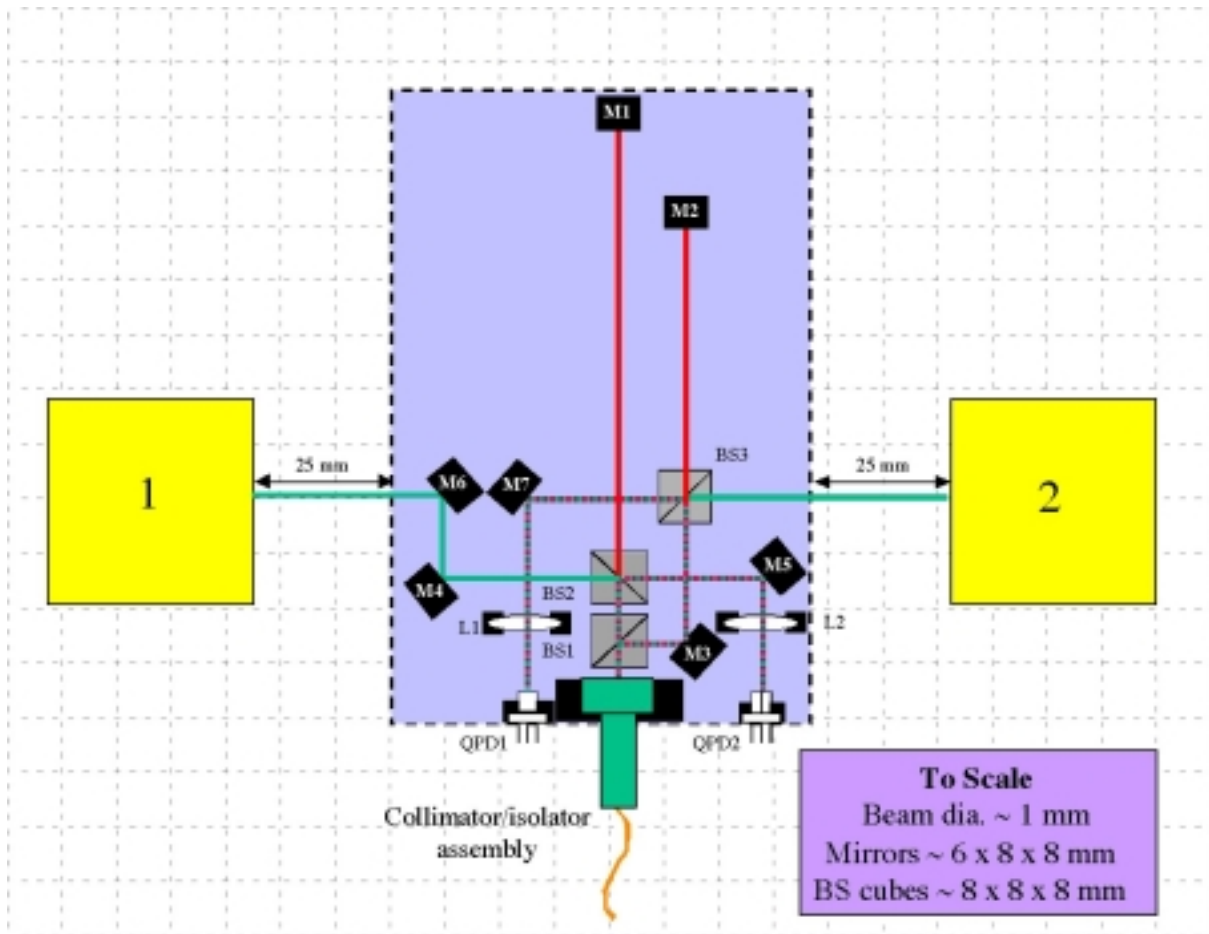 M1
M2
BS3
25 mm
25 mm
M6
M7
1
2
M5
M4
BS2
L1
L2
BS1
M3
QPD1
QPD2
To Scale
Beam dia. ~ 1 mm
Collimator/isolator
assembly
Mirrors ~ 6 x 8 x 8 mm
BS cubes ~ 8 x 8 x 8 mm